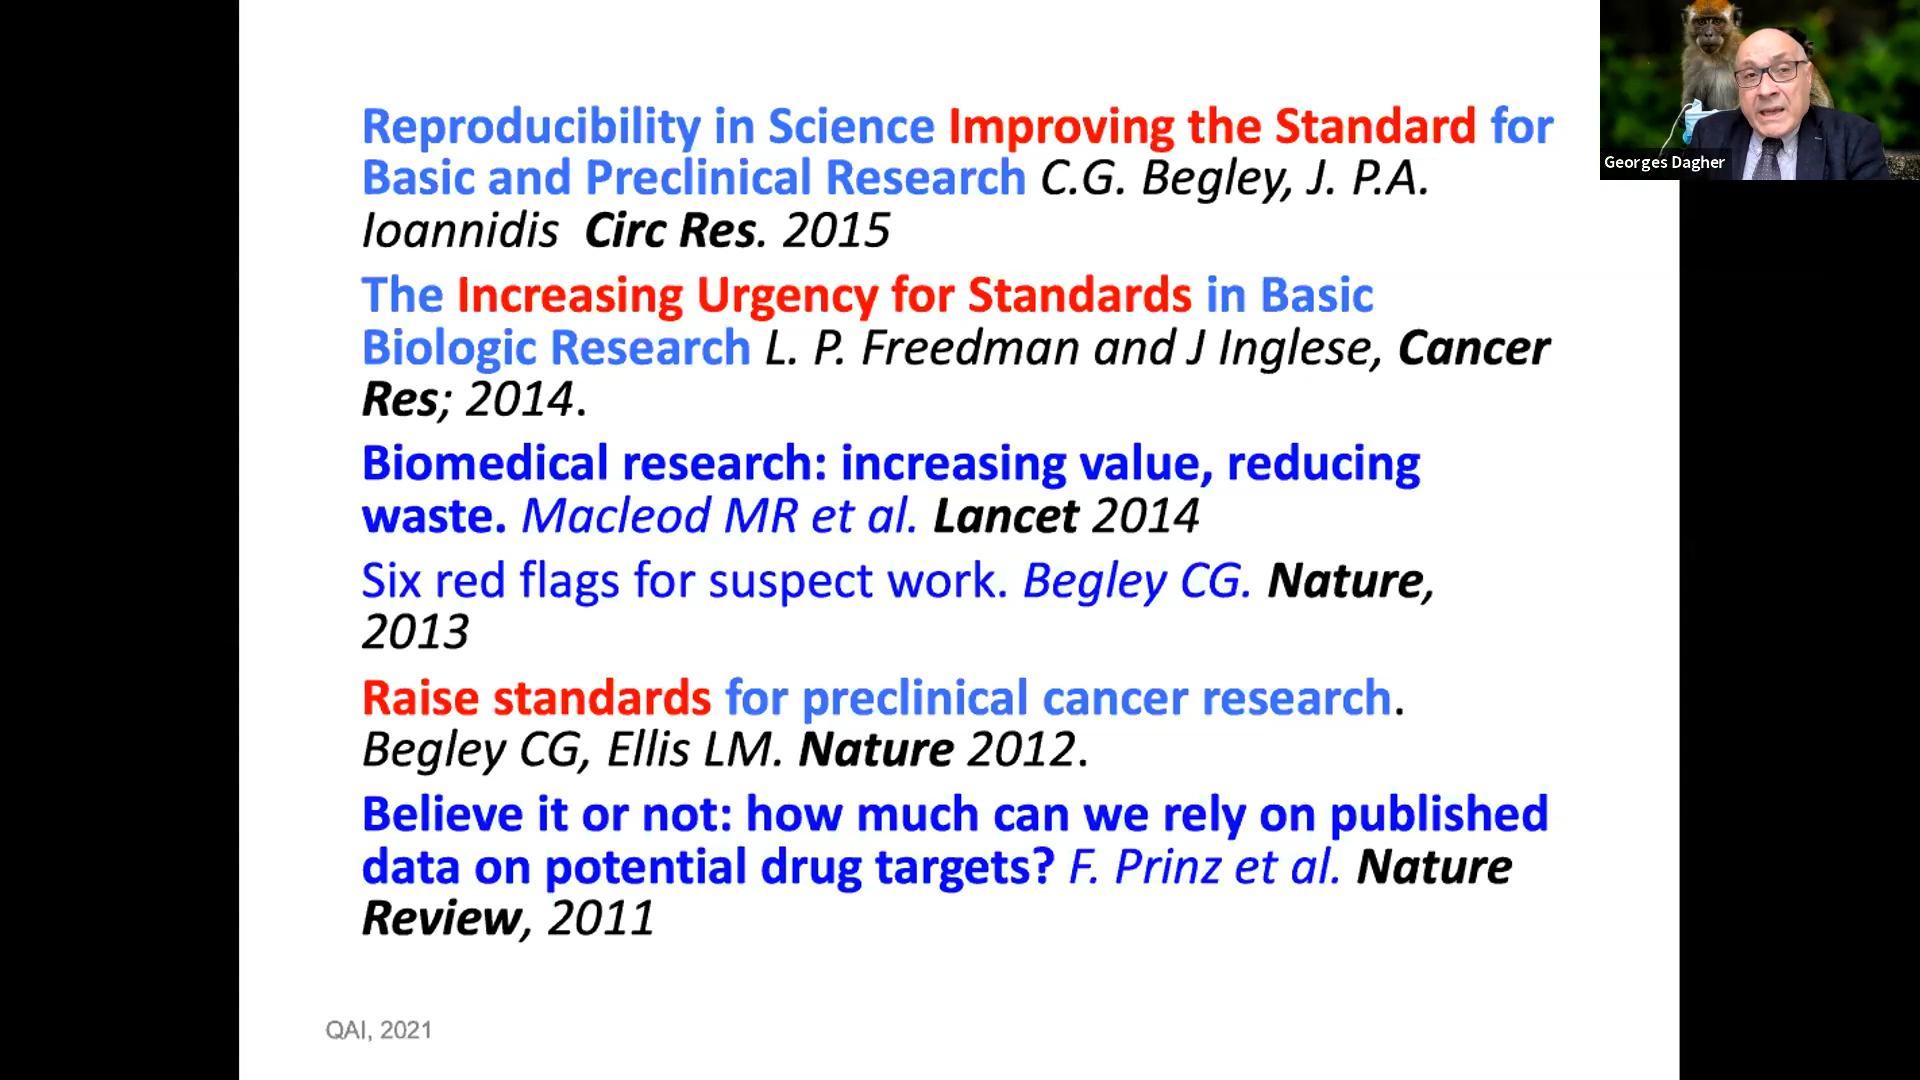 Reproducibility in Science Improving the Standard for
Basic and Preclinical Research C.G. Begley, J. P.A.
Ioannidis Circ Res. 2015
The Increasing Urgency for Standards in Basic
Biologic Research L. P. Freedman and J Inglese, Cancer
Res; 2014.
Biomedical research: increasing value, reducing
waste. Macleod MR et al. Lancet 2014
Six red flags for suspect work. Begley CG. Nature,
2013
Raise standards for preclinical cancer research.
Begley CG, Ellis LM. Nature 2012.
Believe it or not: how much can we rely on published
data on potential drug targets? F. Prinz et al. Nature
Review, 2011
QAI, 2021
Georges Dagher